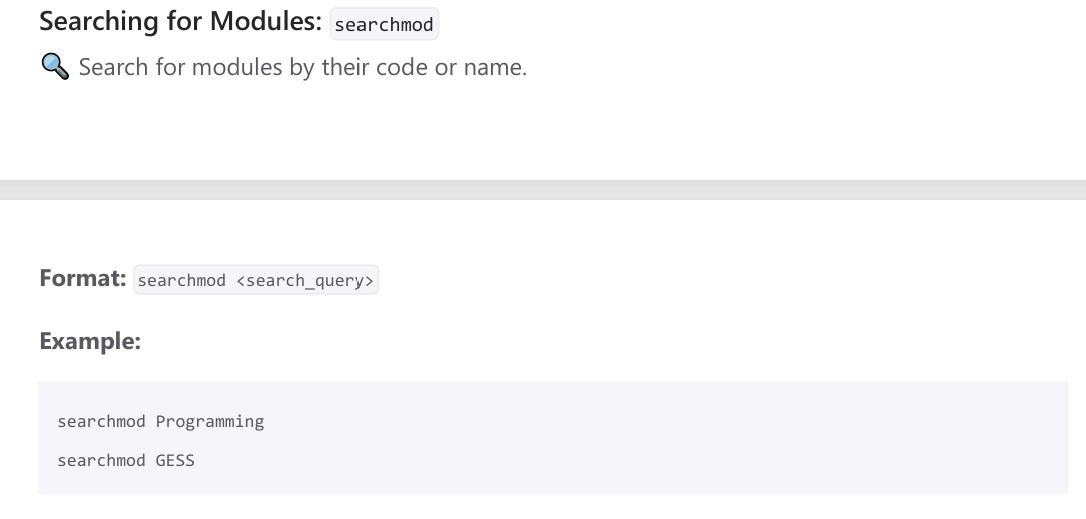 Searching for Modules: searchmod
🔍 Search for modules by their code or name.
Format: searchmod <search_query>
Example:
searchmod Programming
searchmod GESS